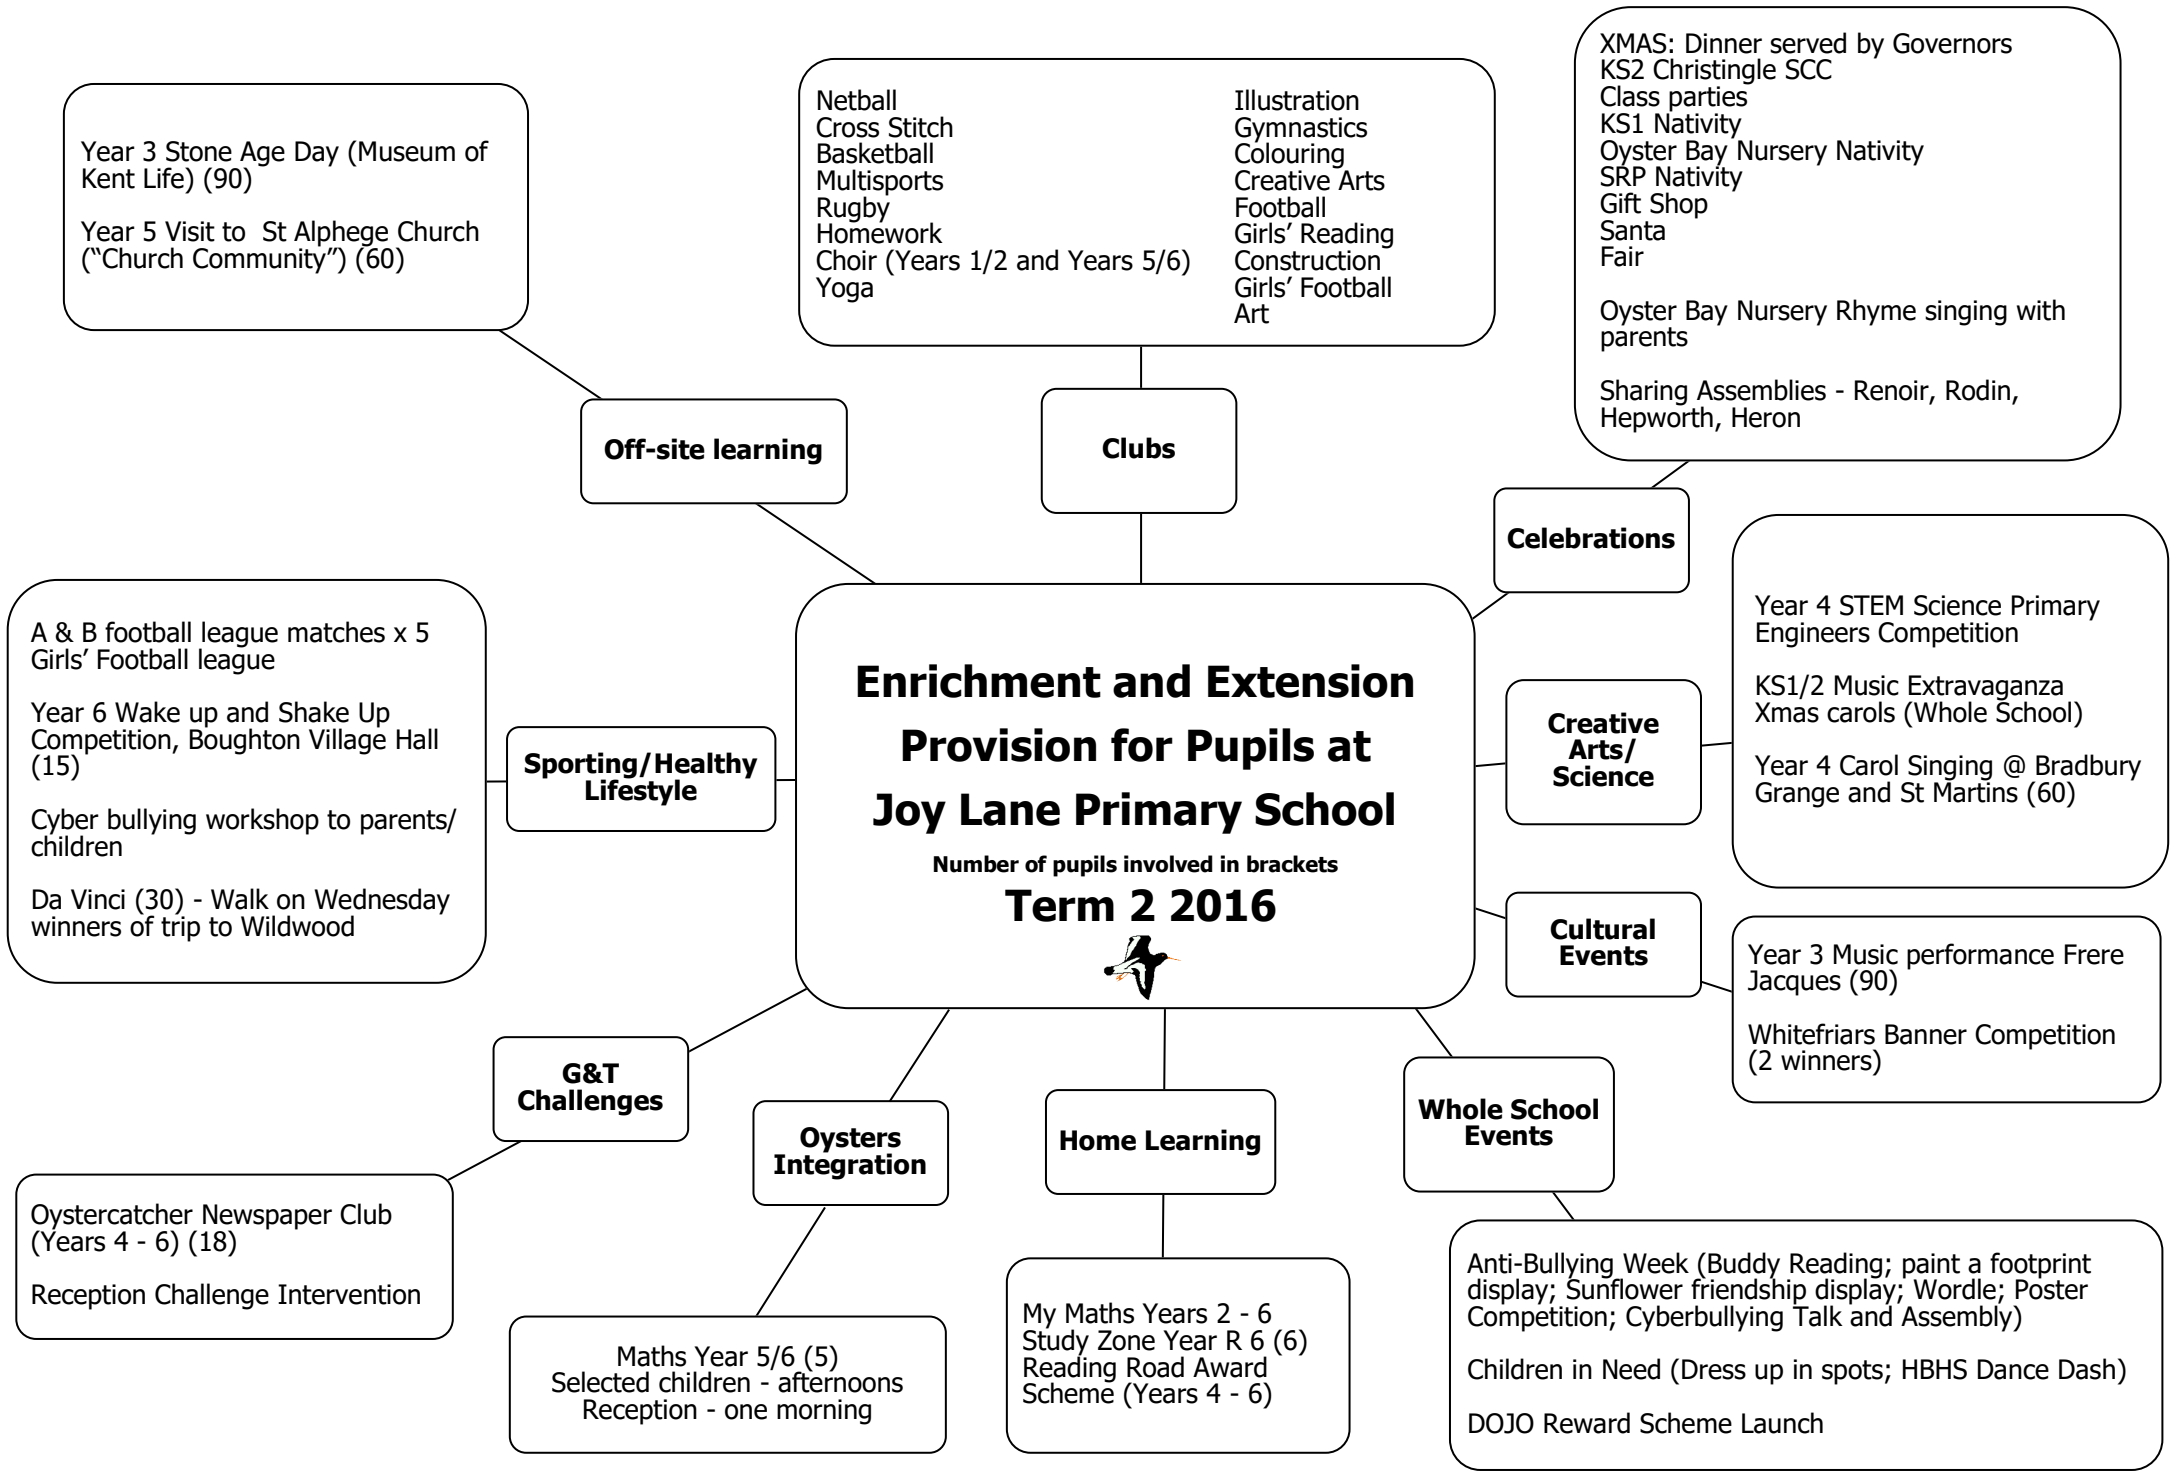 Enrichment and Extension
Provision for Pupils at
Joy Lane Primary School
Number of pupils involved in brackets
Term 2 2016
Off-site learning
Year 3 Stone Age Day (Museum of
Kent Life) (90)
Year 5 Visit to  St Alphege Church
(“Church Community”) (60)
Clubs
Netball
Cross Stitch
Basketball
Multisports
Rugby
Homework
Choir (Years 1/2 and Years 5/6)
Yoga
Illustration
Gymnastics
Colouring
Creative Arts
Football
Girls’ Reading
Construction
Girls’ Football
Art
Celebrations
XMAS: Dinner served by Governors
KS2 Christingle SCC
Class parties
KS1 Nativity
Oyster Bay Nursery Nativity
SRP Nativity
Gift Shop
Santa
Fair
Oyster Bay Nursery Rhyme singing with
parents
Sharing Assemblies - Renoir, Rodin,
Hepworth, Heron
Creative
Arts/
Science
Year 4 STEM Science Primary
Engineers Competition
KS1/2 Music Extravaganza
Xmas carols (Whole School)
Year 4 Carol Singing @ Bradbury
Grange and St Martins (60)
Cultural
Events
Year 3 Music performance Frere
Jacques (90)
Whitefriars Banner Competition
(2 winners)
Whole School
Events
Anti-Bullying Week (Buddy Reading; paint a footprint
display; Sunflower friendship display; Wordle; Poster
Competition; Cyberbullying Talk and Assembly)
Children in Need (Dress up in spots; HBHS Dance Dash)
DOJO Reward Scheme Launch
Home Learning
My Maths Years 2 - 6
Study Zone Year R 6 (6)
Reading Road Award
Scheme (Years 4 - 6)
Oysters
Integration
Maths Year 5/6 (5)
Selected children - afternoons
Reception - one morning
G&T
Challenges
Oystercatcher Newspaper Club
(Years 4 - 6) (18)
Reception Challenge Intervention
Sporting/Healthy
Lifestyle
A & B football league matches x 5
Girls’ Football league
Year 6 Wake up and Shake Up
Competition, Boughton Village Hall
(15)
Cyber bullying workshop to parents/
children
Da Vinci (30) - Walk on Wednesday
winners of trip to Wildwood